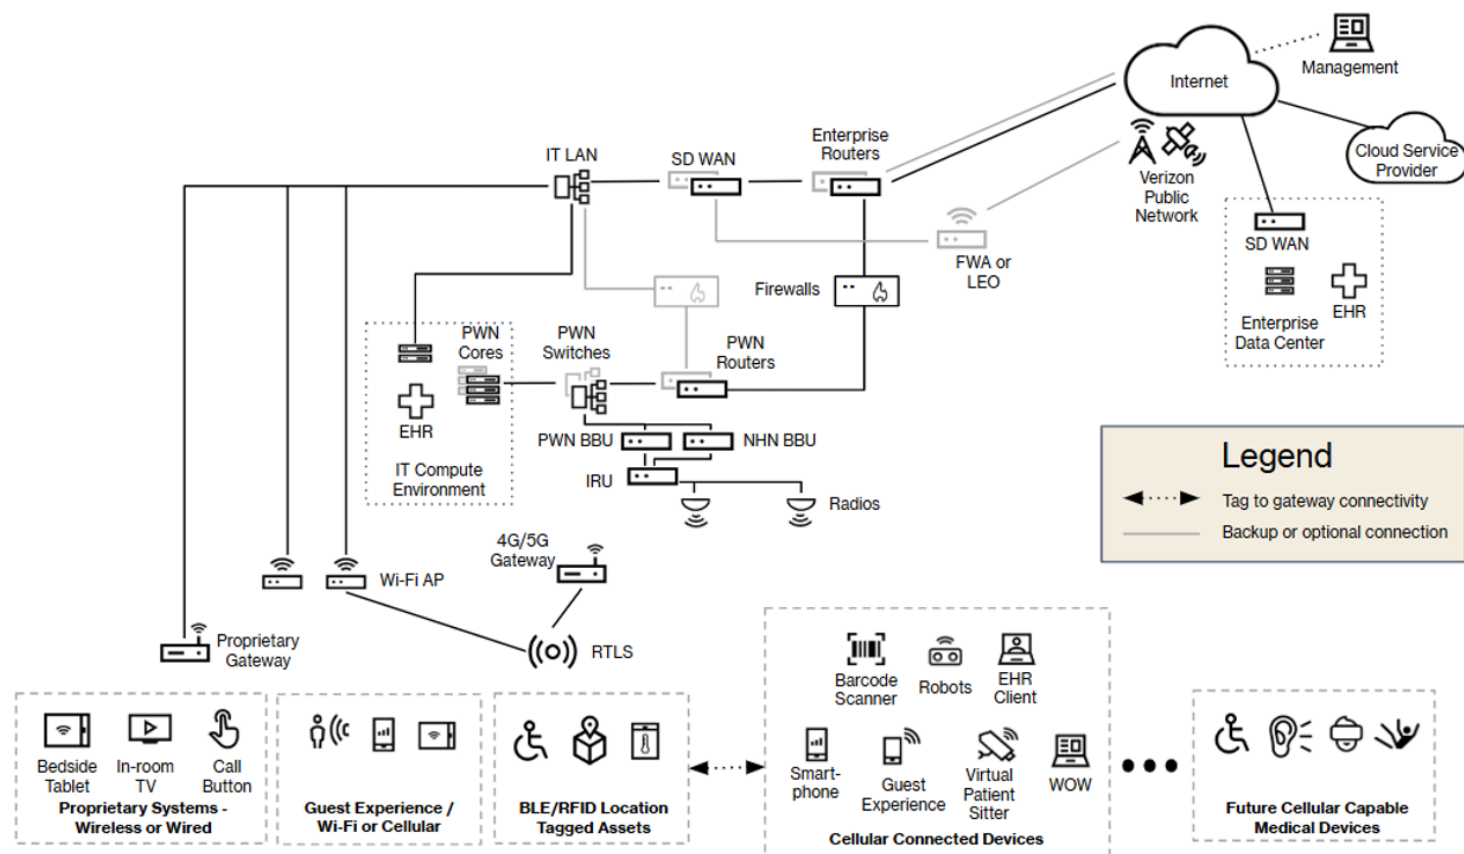 Internet
Management
Cloud Service
Provider
Verizon
Public
Network
SD WAN
Enterprise
Data Center
EHR
IT LAN
SD WAN
Enterprise
Routers
FWA or
LEO
Firewalls
PWN
Cores
PWN
Switches
PWN
Routers
EHR
IT Compute
Environment
PWN BBU
NHN BBU
IRU
Radios
4G/5G
Gateway
Wi-Fi AP
Proprietary
Gateway
RTLS
Legend
Tag to gateway connectivity
Backup or optional connection
Bedside
Tablet
In-room
TV
Call
Button
Proprietary Systems -
Wireless or Wired
Guest Experience /
Wi-Fi or Cellular
BLE/RFID Location
Tagged Assets
Barcode
Scanner
Robots
EHR
Client
Smart-
phone
Guest
Experience
Virtual
Patient
Sitter
WOW
Cellular Connected Devices
Future Cellular Capable
Medical Devices